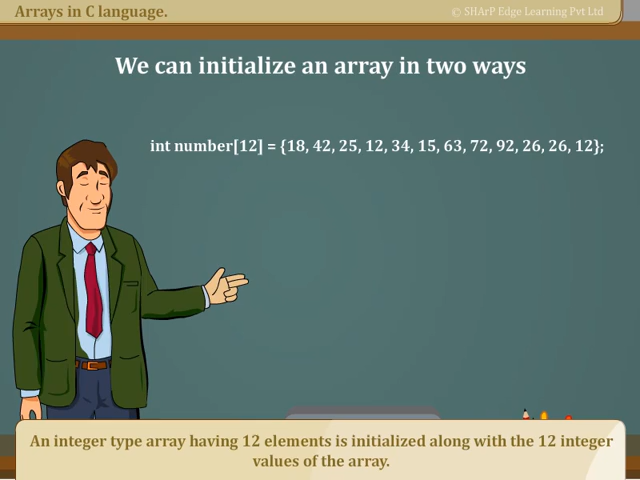 Arrays in C language.
© SHArP Edge Learning Pvt Ltd
We can initialize an array in two ways
int number[12] = {18, 42, 25, 12, 34, 15, 63, 72, 92, 26, 26, 12};
An integer type array having 12 elements is initialized along with the 12 integer
values of the array.